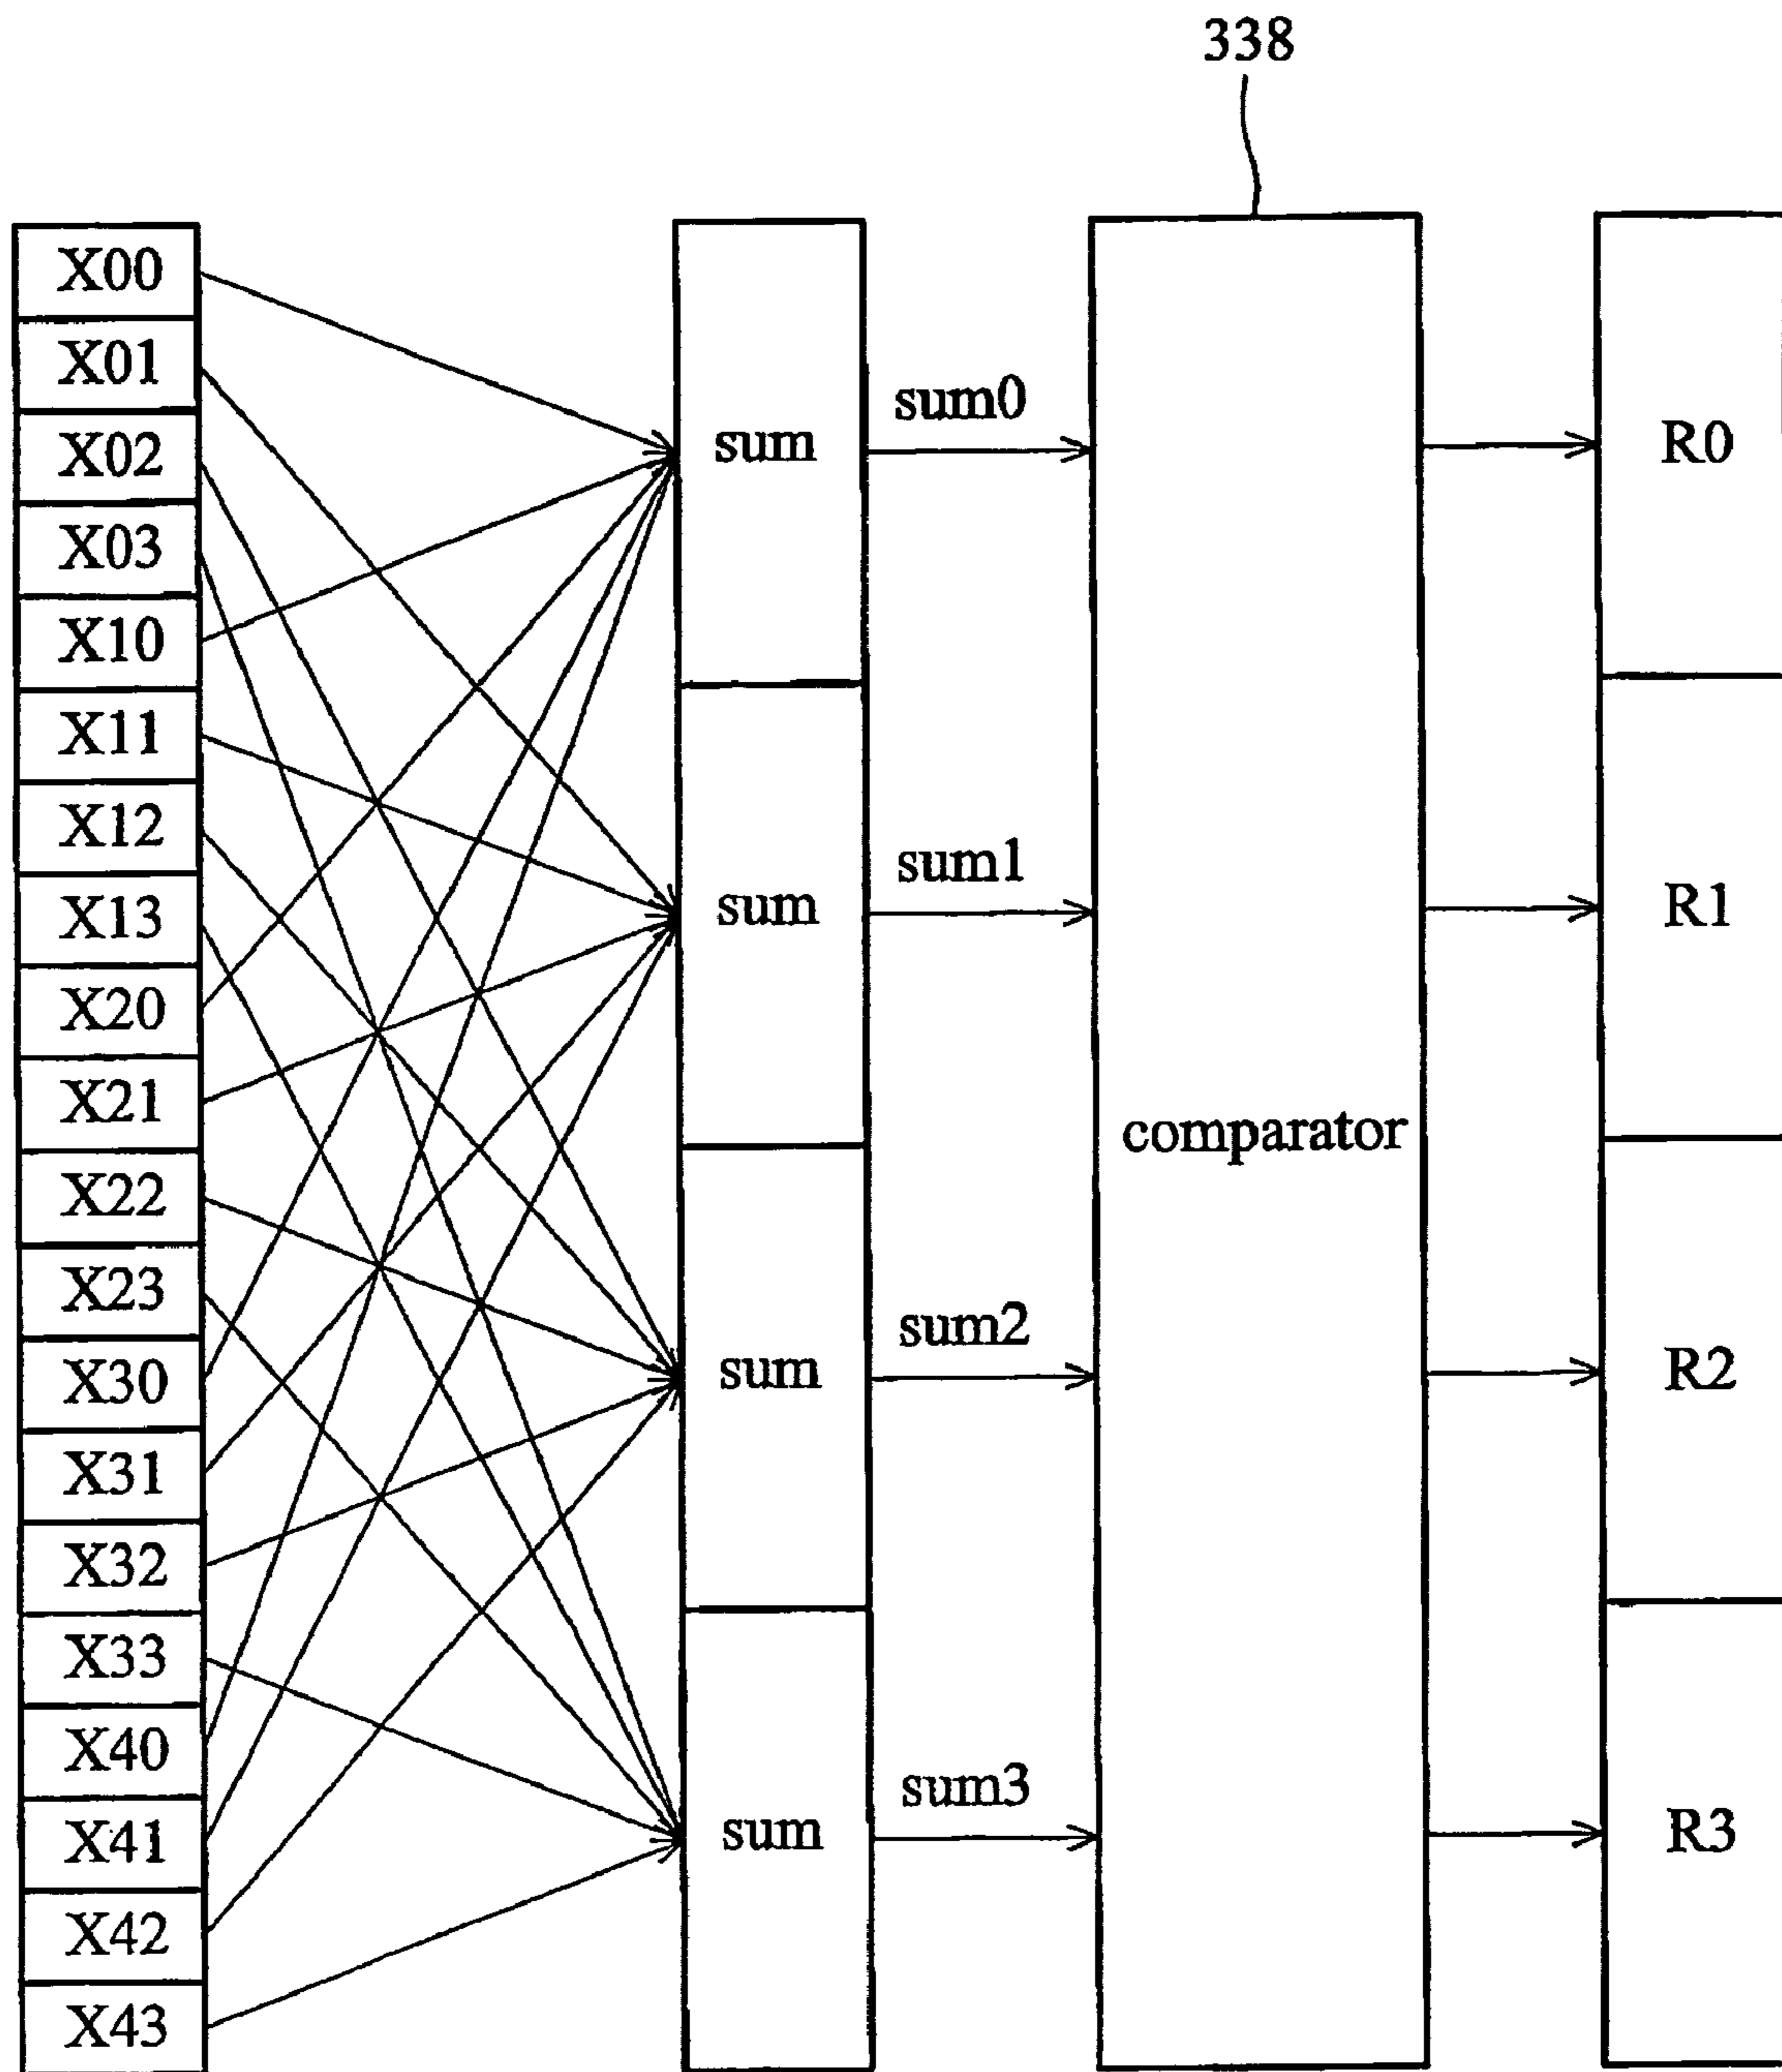 338
X00
X01
X02
X03
X10
X11
X12
X13
X20
X21
X22
X23
X30
X31
X32
X33
X40
X41
X42
X43
sum
sum
sum
sum
sum0
sum1
sum2
sum3
comparator
R0
R1
R2
R3